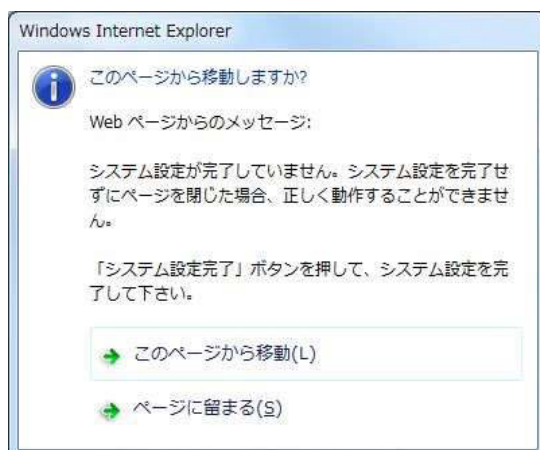 Windows Internet Explorer
このページから移動しますか?
Web ページからのメッセージ:
システム設定が完了していません。システム設定を完了せ
ずにページを閉じた場合、正しく動作することができませ
ん。
「システム設定完了」ボタンを押して、システム設定を完
了して下さい。
このページから移動(L)
ページに留まる(S)